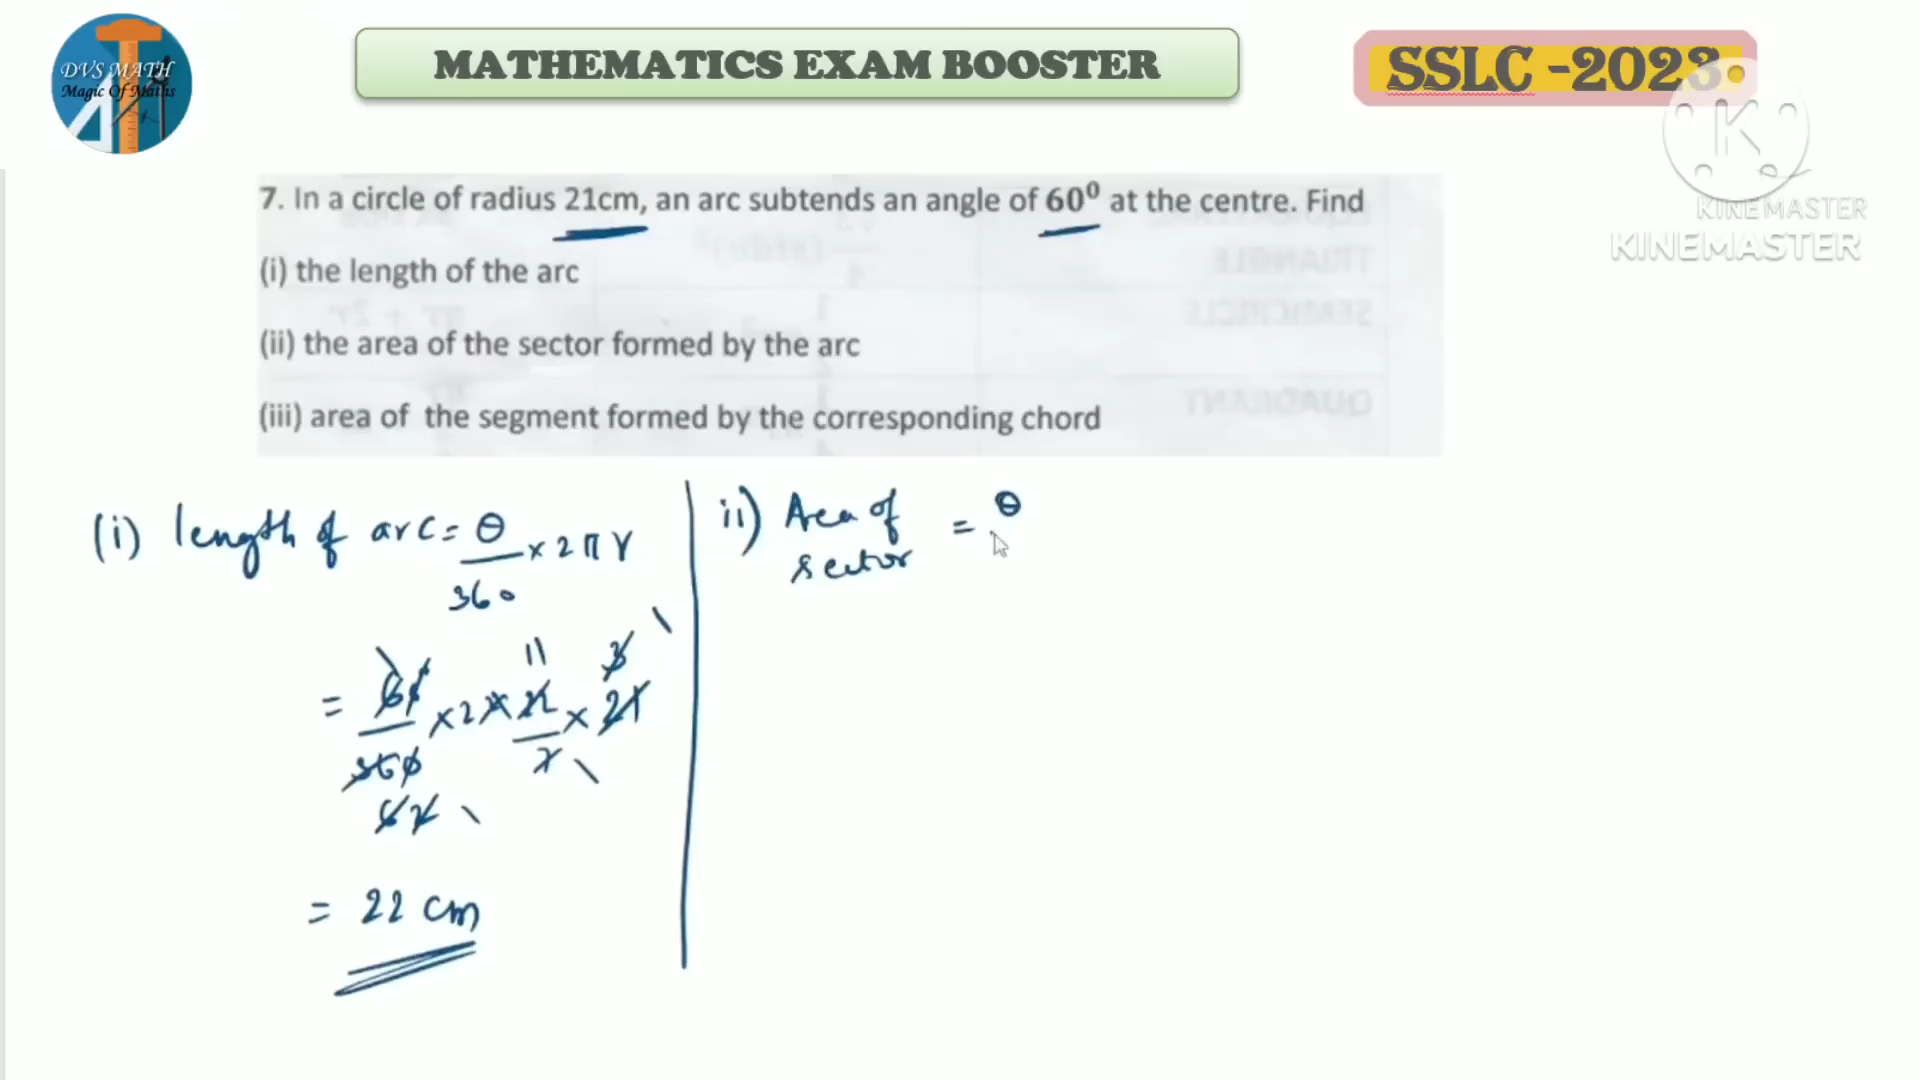 DVS MATH
Magic Of Maths
MATHEMATICS EXAM BOOSTER
SSLC -2023
K
KINEMASTER
KINEMASTER
7. In a circle of radius 21cm, an arc subtends an angle of 60⁰ at the centre. Find
(i) the length of the arc
(ii) the area of the sector formed by the arc
(iii) area of the segment formed by the corresponding chord
(i) length of arc = θ/360 × 2πr
= 60/360 × 2 × 22/7 × 21
= 22 cm
ii) Area of sector = θ